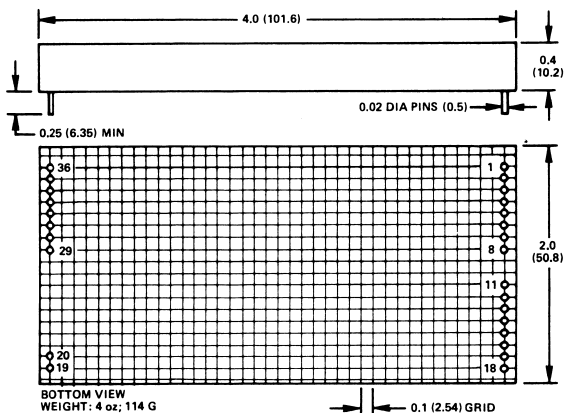 4.0 (101.6)
0.4
(10.2)
0.02 DIA PINS (0.5)
0.25 (6.35) MIN
36
1
29
8
2.0
(50.8)
11
20
19
18
BOTTOM VIEW
WEIGHT: 4 oz; 114 G
0.1 (2.54) GRID